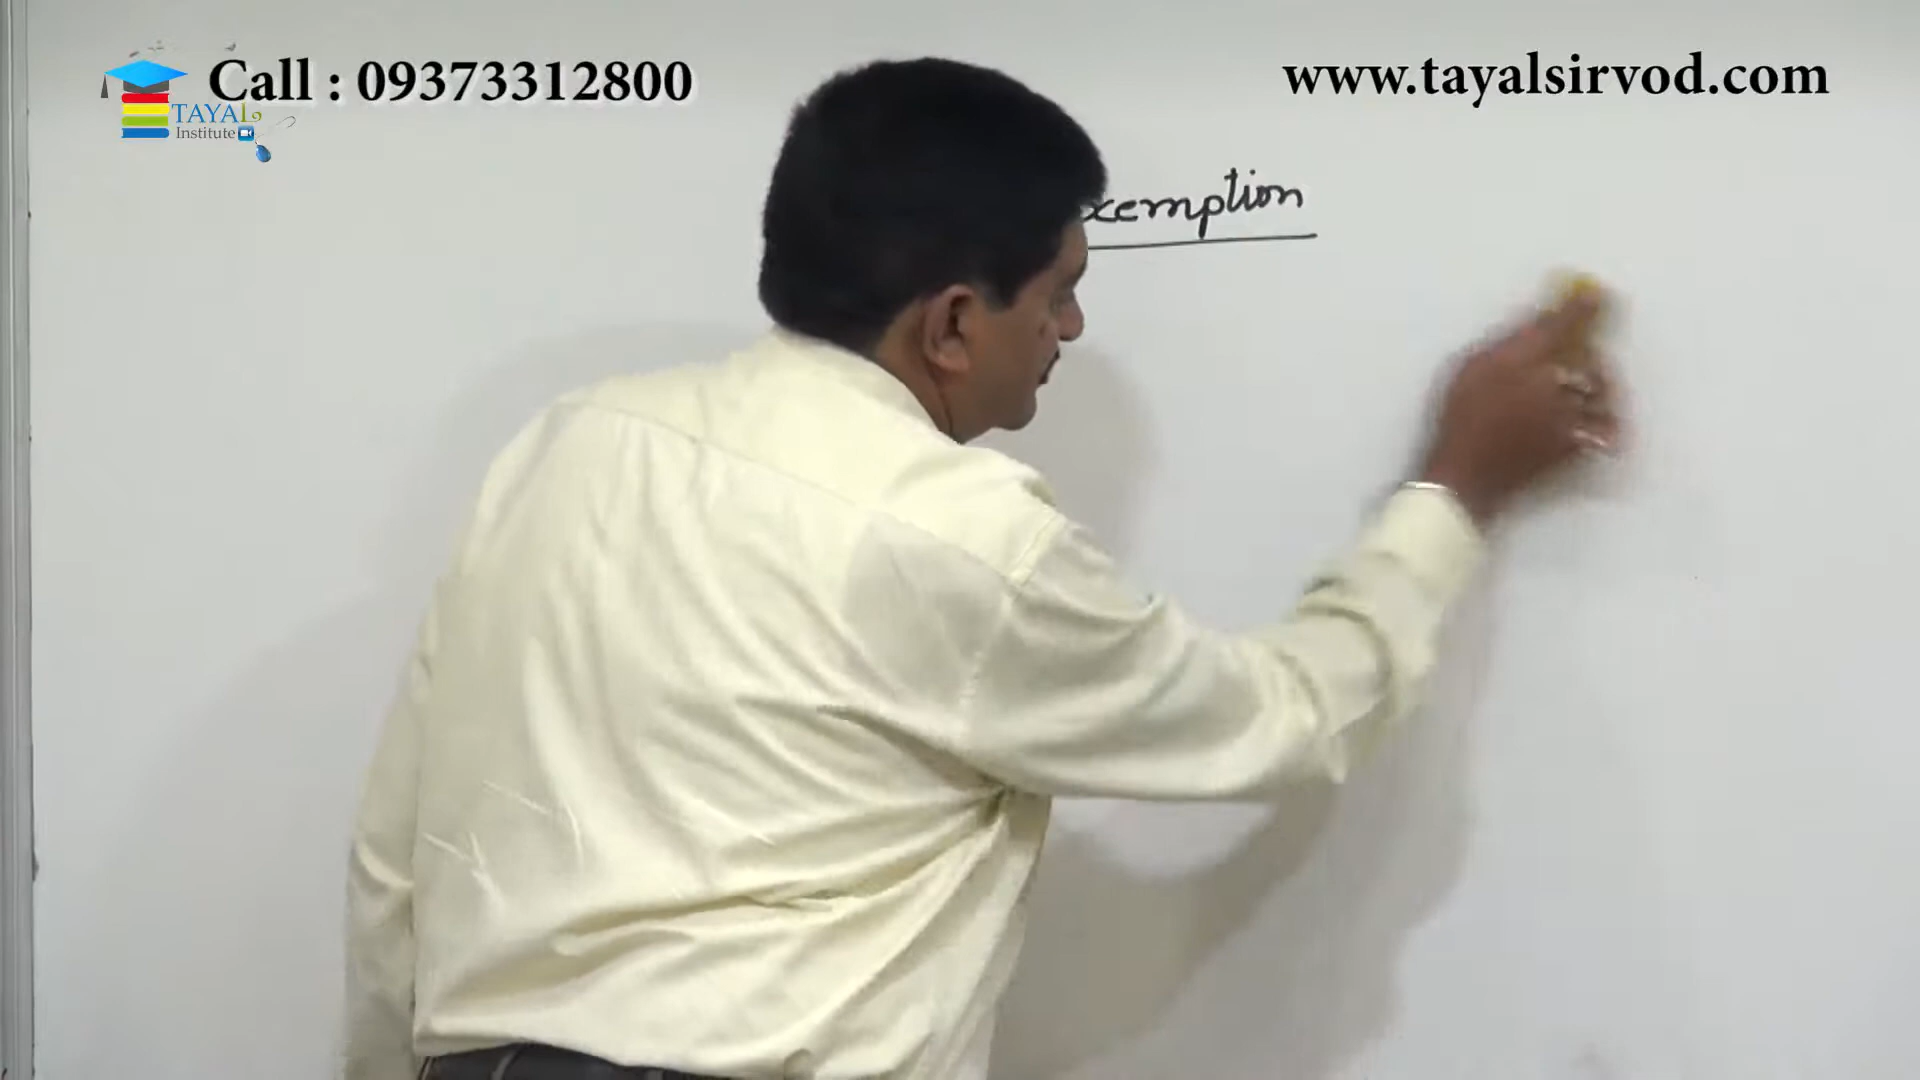 Call : 09373312800
www.tayalsirvod.com
TAYAL
Institute
xemption